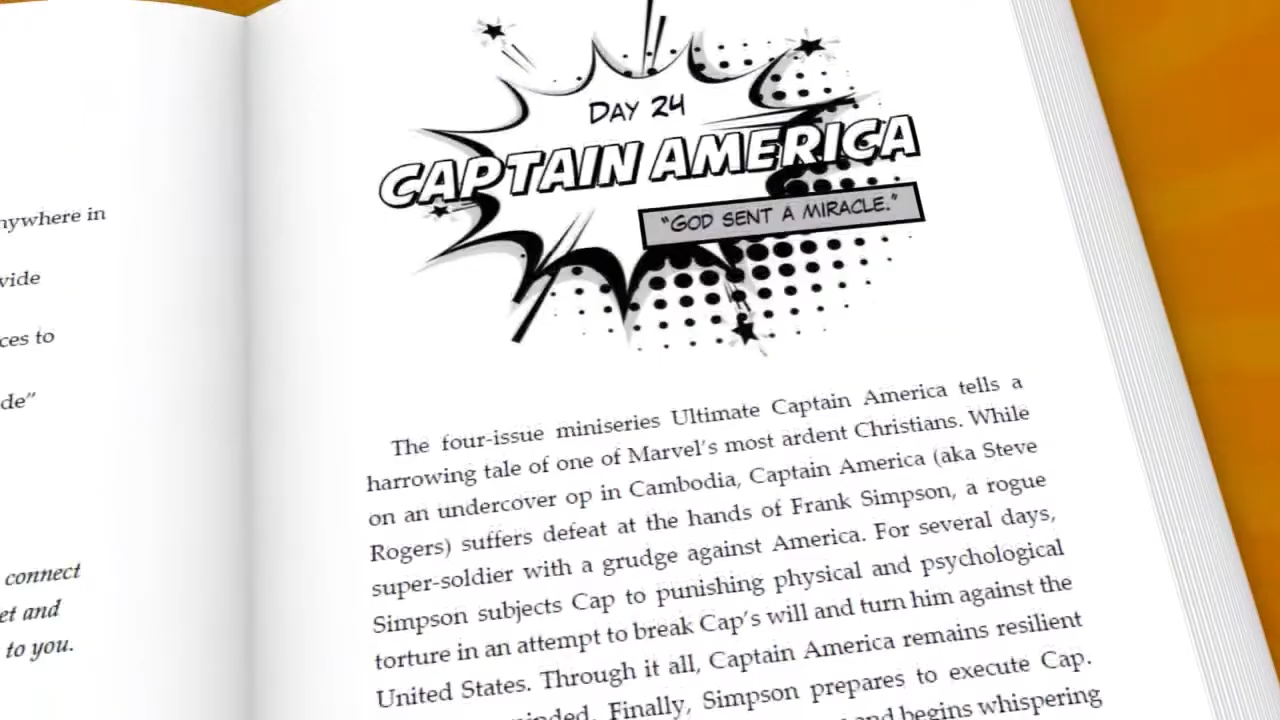 nywhere in
vide
ces to
de”
connect
et and
to you.
DAY 24
CAPTAIN AMERICA
“GOD SENT A MIRACLE.”
The four-issue miniseries Ultimate Captain America tells a
harrowing tale of one of Marvel’s most ardent Christians. While
on an undercover op in Cambodia, Captain America (aka Steve
Rogers) suffers defeat at the hands of Frank Simpson, a rogue
super-soldier with a grudge against America. For several days,
Simpson subjects Cap to punishing physical and psychological
torture in an attempt to break Cap’s will and turn him against the
United States. Through it all, Captain America remains resilient
inded. Finally, Simpson prepares to execute Cap.
and begins whispering